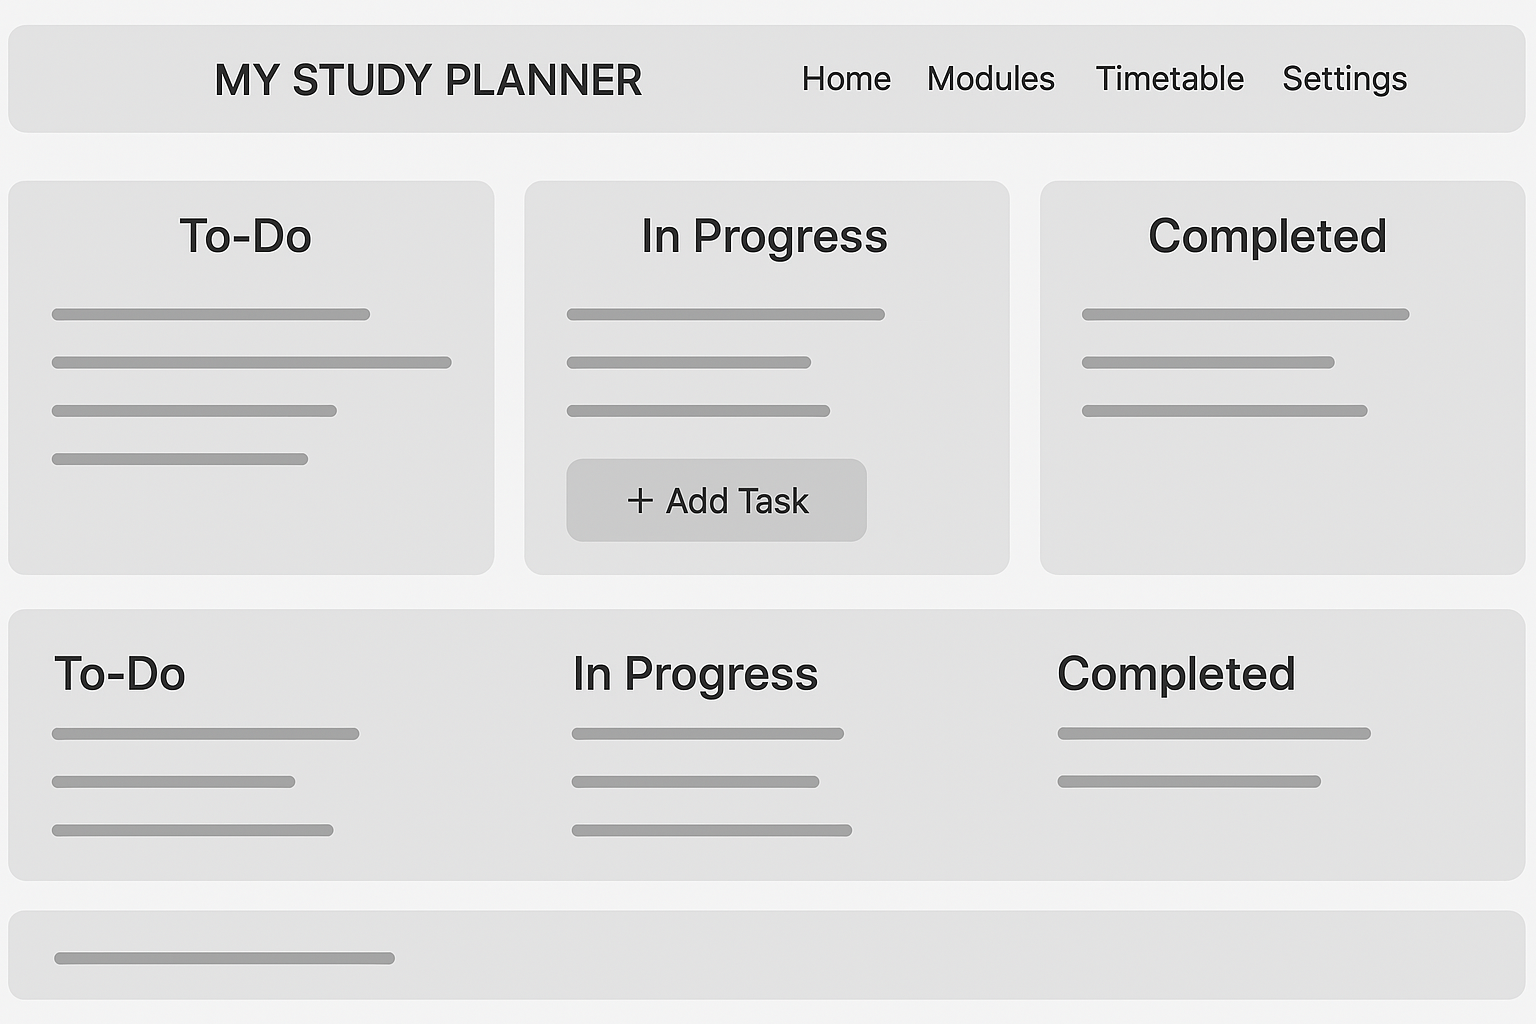 MY STUDY PLANNER Home Modules Timetable Settings
To-Do
In Progress
Completed
+ Add Task
To-Do
In Progress
Completed